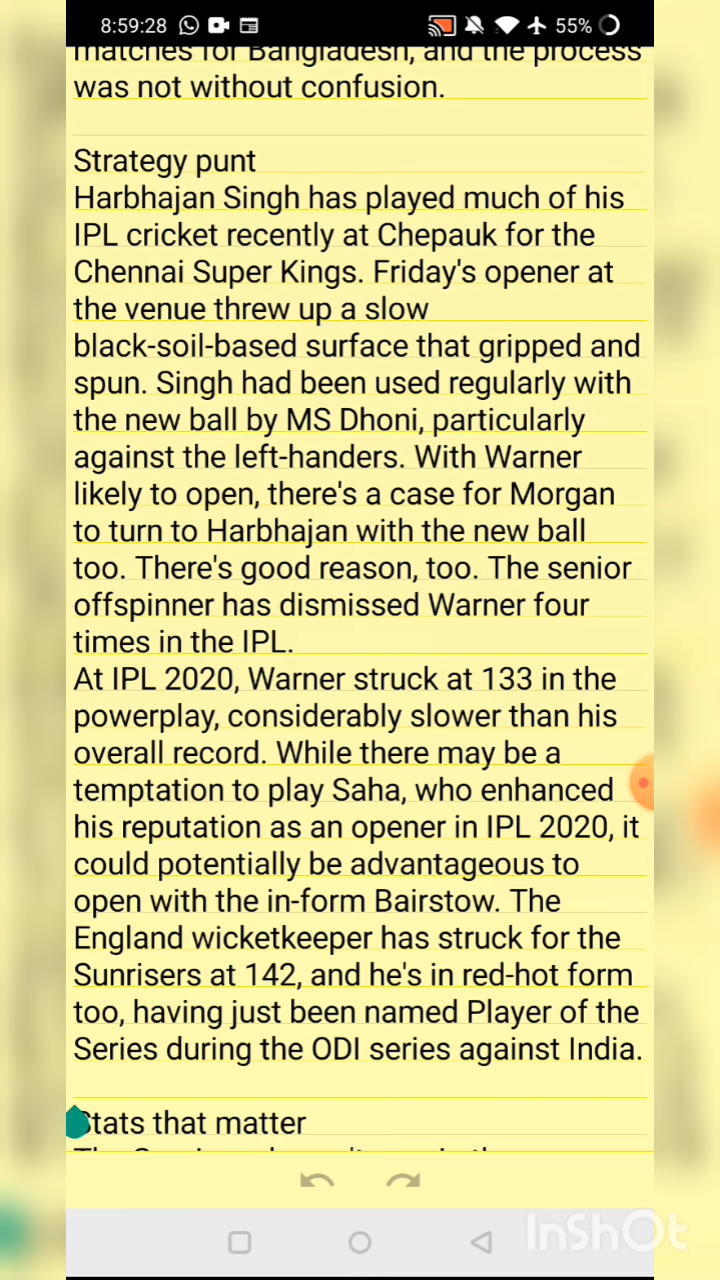 8:59:28
55%
matches for Bangladesh, and the process
was not without confusion.
Strategy punt
Harbhajan Singh has played much of his
IPL cricket recently at Chepauk for the
Chennai Super Kings. Friday's opener at
the venue threw up a slow
black-soil-based surface that gripped and
spun. Singh had been used regularly with
the new ball by MS Dhoni, particularly
against the left-handers. With Warner
likely to open, there's a case for Morgan
to turn to Harbhajan with the new ball
too. There's good reason, too. The senior
offspinner has dismissed Warner four
times in the IPL.
At IPL 2020, Warner struck at 133 in the
powerplay, considerably slower than his
overall record. While there may be a
temptation to play Saha, who enhanced
his reputation as an opener in IPL 2020, it
could potentially be advantageous to
open with the in-form Bairstow. The
England wicketkeeper has struck for the
Sunrisers at 142, and he's in red-hot form
too, having just been named Player of the
Series during the ODI series against India.
Stats that matter
InShOt